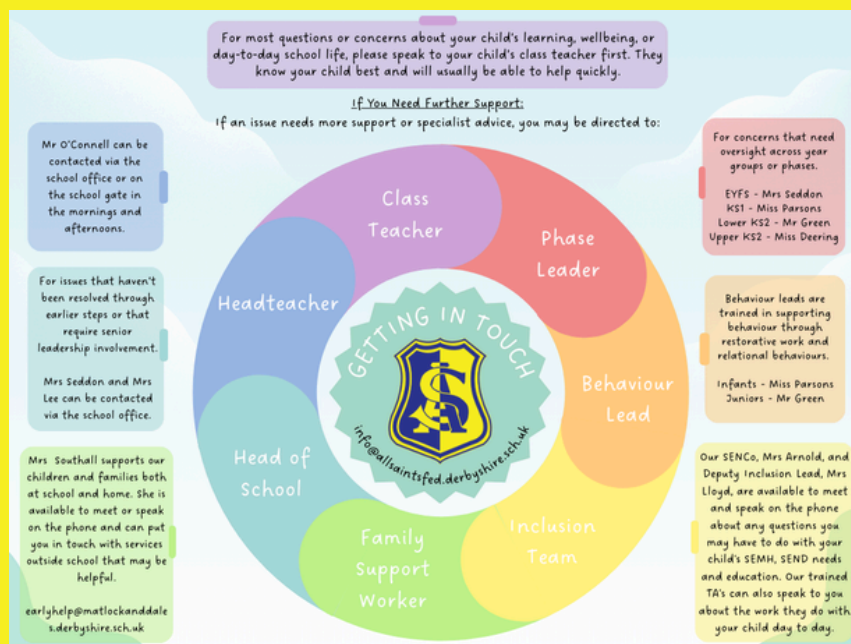 For most questions or concerns about your child's learning, wellbeing, or
day-to-day school life, please speak to your child's class teacher first. They
know your child best and will usually be able to help quickly.
If You Need Further Support:
If an issue needs more support or specialist advice, you may be directed to:
Class
Teacher
Phase
Leader
For concerns that need
oversight across year
groups or phases.
EYFS - Mrs Seddon
KS1 - Miss Parsons
Lower KS2 - Mr Green
Upper KS2 - Miss Deering
Behaviour
Lead
Behaviour leads are
trained in supporting
behaviour through
restorative work and
relational behaviours.
Infants - Miss Parsons
Juniors - Mr Green
Inclusion
Team
Our SENCo, Mrs Arnold, and
Deputy Inclusion Lead, Mrs
Lloyd, are available to meet
and speak on the phone
about any questions you
may have to do with your
child's SEMH, SEND needs
and education. Our trained
TA's can also speak to you
about the work they do with
your child day to day.
Family
Support
Worker
Mrs Southall supports our
children and families both
at school and home. She is
available to meet or speak
on the phone and can put
you in touch with services
outside school that may be
helpful.
earlyhelp@matlockanddale
s.derbyshire.sch.uk
Head of
School
For issues that haven't
been resolved through
earlier steps or that
require senior
leadership involvement.
Mrs Seddon and Mrs
Lee can be contacted
via the school office.
Headteacher
Mr O'Connell can be
contacted via the
school office or on
the school gate in
the mornings and
afternoons.
GETTING IN TOUCH
info@allsaintsfed.derbyshire.sch.uk